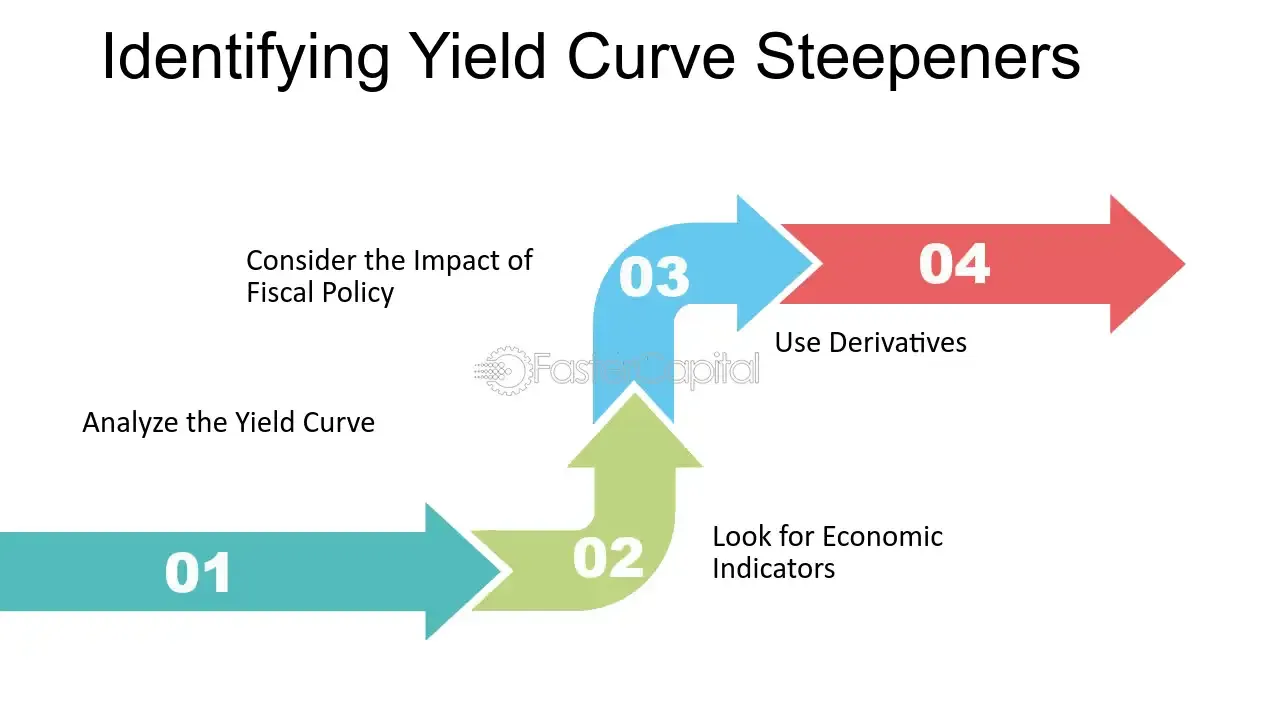 Identifying Yield Curve Steepeners
Consider the Impact of
Fiscal Policy
03
04
Use Derivatives
FasterCapital
Analyze the Yield Curve
01
02
Look for Economic
Indicators